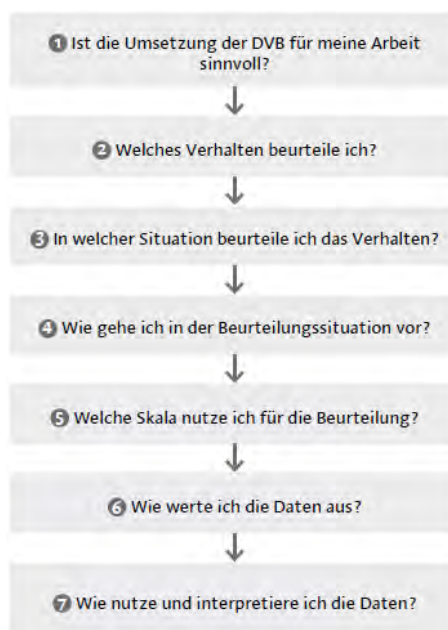 ❶ Ist die Umsetzung der DVB für meine Arbeit
sinnvoll?
❷ Welches Verhalten beurteile ich?
❸ In welcher Situation beurteile ich das Verhalten?
❹ Wie gehe ich in der Beurteilungssituation vor?
❺ Welche Skala nutze ich für die Beurteilung?
❻ Wie werte ich die Daten aus?
❼ Wie nutze und interpretiere ich die Daten?